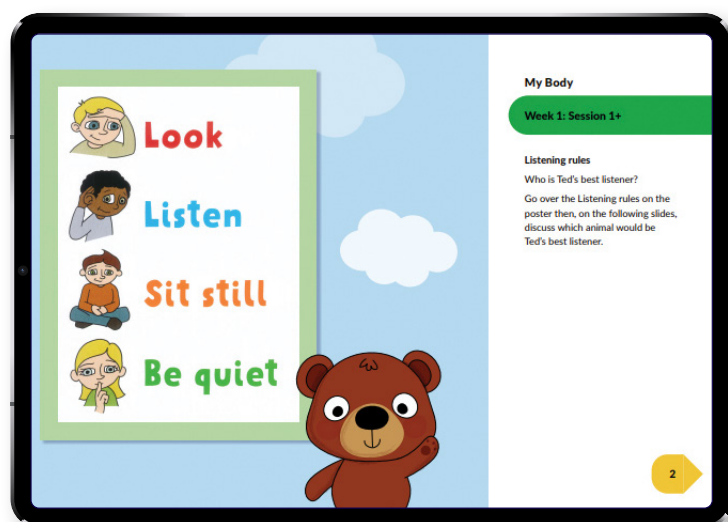 Look
Listen
Sit still
Be quiet
My Body
Week 1: Session 1+
Listening rules
Who is Ted's best listener?
Go over the Listening rules on the
poster then, on the following slides,
discuss which animal would be
Ted's best listener.
2